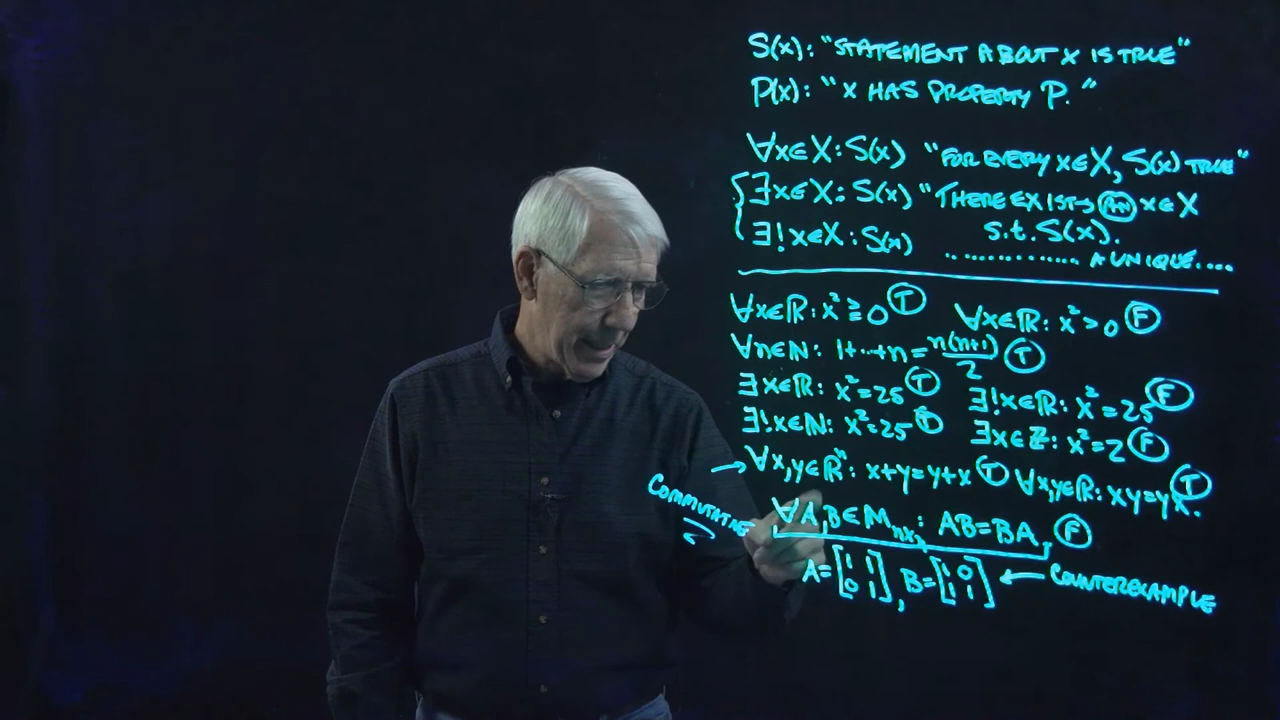 S(x): "STATEMENT ABOUT X IS TRUE"
P(x): "X HAS PROPERTY P."
∀x∈X: S(x) "FOR EVERY x∈X, S(x) TRUE"
∃x∈X: S(x) "THERE EXISTS AN x∈X
s.t. S(x).
∃!x∈X: S(x) ............. A UNIQUE....
∀x∈ℝ: x²≧0 T ∀x∈ℝ: x²>0 F
∀n∈ℕ: 1+...+n = n(n+1)/2 T
∃x∈ℝ: x²=25 T ∃!x∈ℝ: x²=25 F
∃!x∈ℕ: x²=25 T ∃x∈ℤ: x²=2 F
∀x,y∈ℝⁿ: x+y=y+x T ∀x,y∈ℝ: xy=yx. T
COMMUTATIVE
∀A,B∈M: AB=BA. F
A=[1 1; 0 1], B=[1 0; 1 1] ← COUNTEREXAMPLE